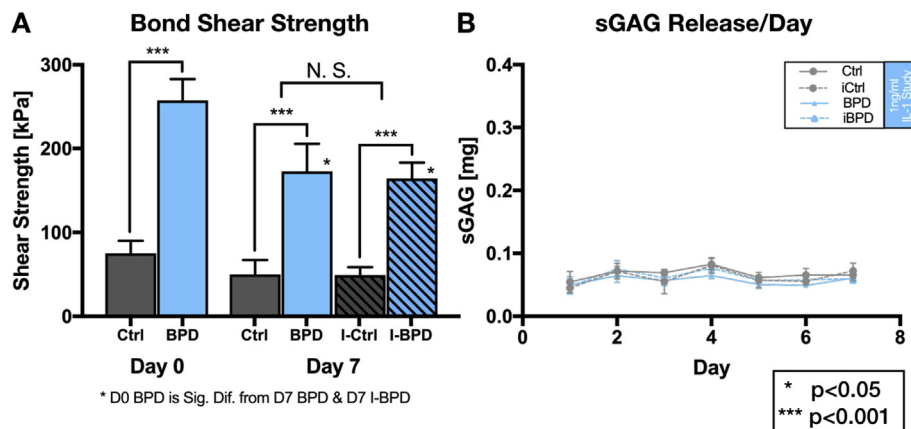 A
Bond Shear Strength
Shear Strength [kPa]
300
200
100
0
***
N. S.
***
*
***
*
Ctrl BPD Ctrl BPD I-Ctrl I-BPD
Day 0 Day 7
* D0 BPD is Sig. Dif. from D7 BPD & D7 I-BPD
B
sGAG Release/Day
sGAG [mg]
0.4
0.3
0.2
0.1
0.0
0 2 4 6 8
Day
Ctrl
iCtrl
BPD
iBPD
1ng/ml
IL-1 Study
* p<0.05
*** p<0.001